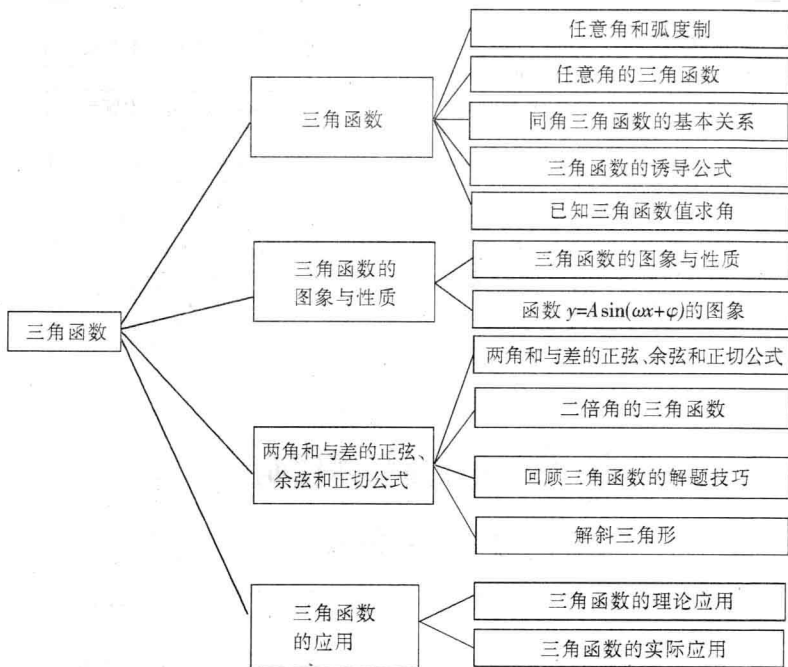 三角函数
三角函数
任意角和弧度制
任意角的三角函数
同角三角函数的基本关系
三角函数的诱导公式
已知三角函数值求角
三角函数的
图象与性质
三角函数的图象与性质
函数 y=Asin(ωx+φ)的图象
两角和与差的正弦、
余弦和正切公式
两角和与差的正弦、余弦和正切公式
二倍角的三角函数
回顾三角函数的解题技巧
解斜三角形
三角函数
的应用
三角函数的理论应用
三角函数的实际应用